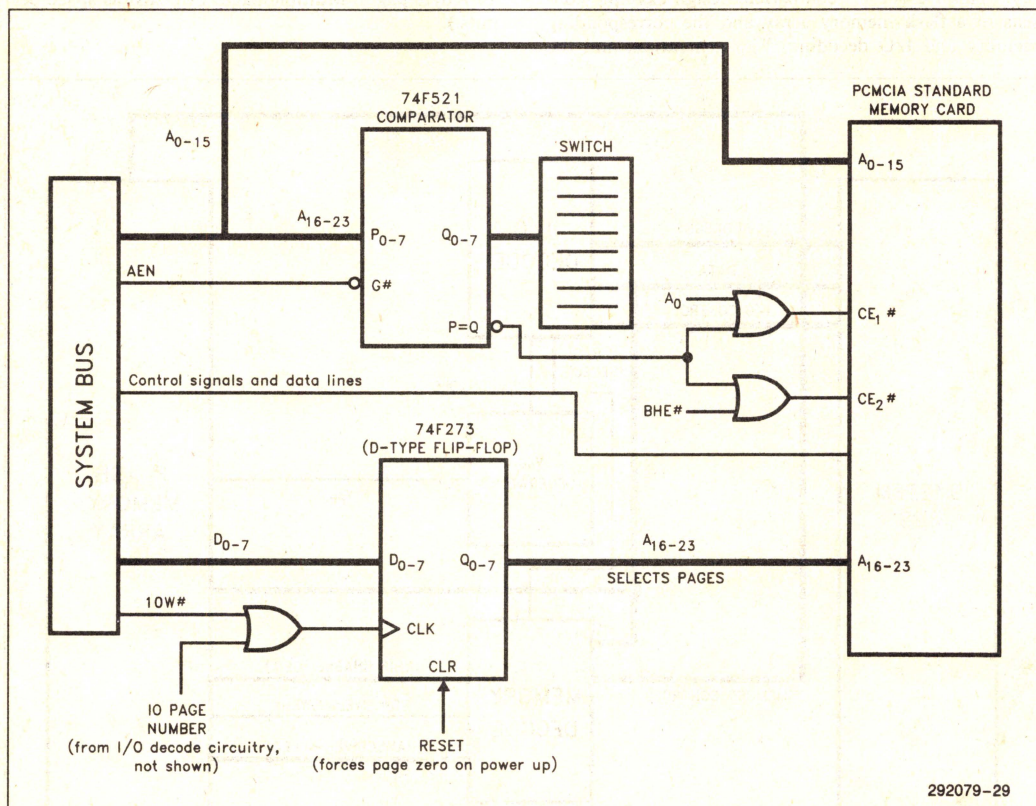 74F521
COMPARATOR
PCMCIA STANDARD
MEMORY CARD
A0-15
SWITCH
A0-15
A16-23
P0-7
Q0-7
AEN
G#
P=Q
A0
CE1#
BHE#
CE2#
SYSTEM BUS
Control signals and data lines
74F273
(D-TYPE FLIP-FLOP)
D0-7
D0-7
Q0-7
A16-23
SELECTS PAGES
A16-23
10W#
CLK
CLR
IO PAGE
NUMBER
(from I/O decode circuitry,
not shown)
RESET
(forces page zero on power up)
292079-29